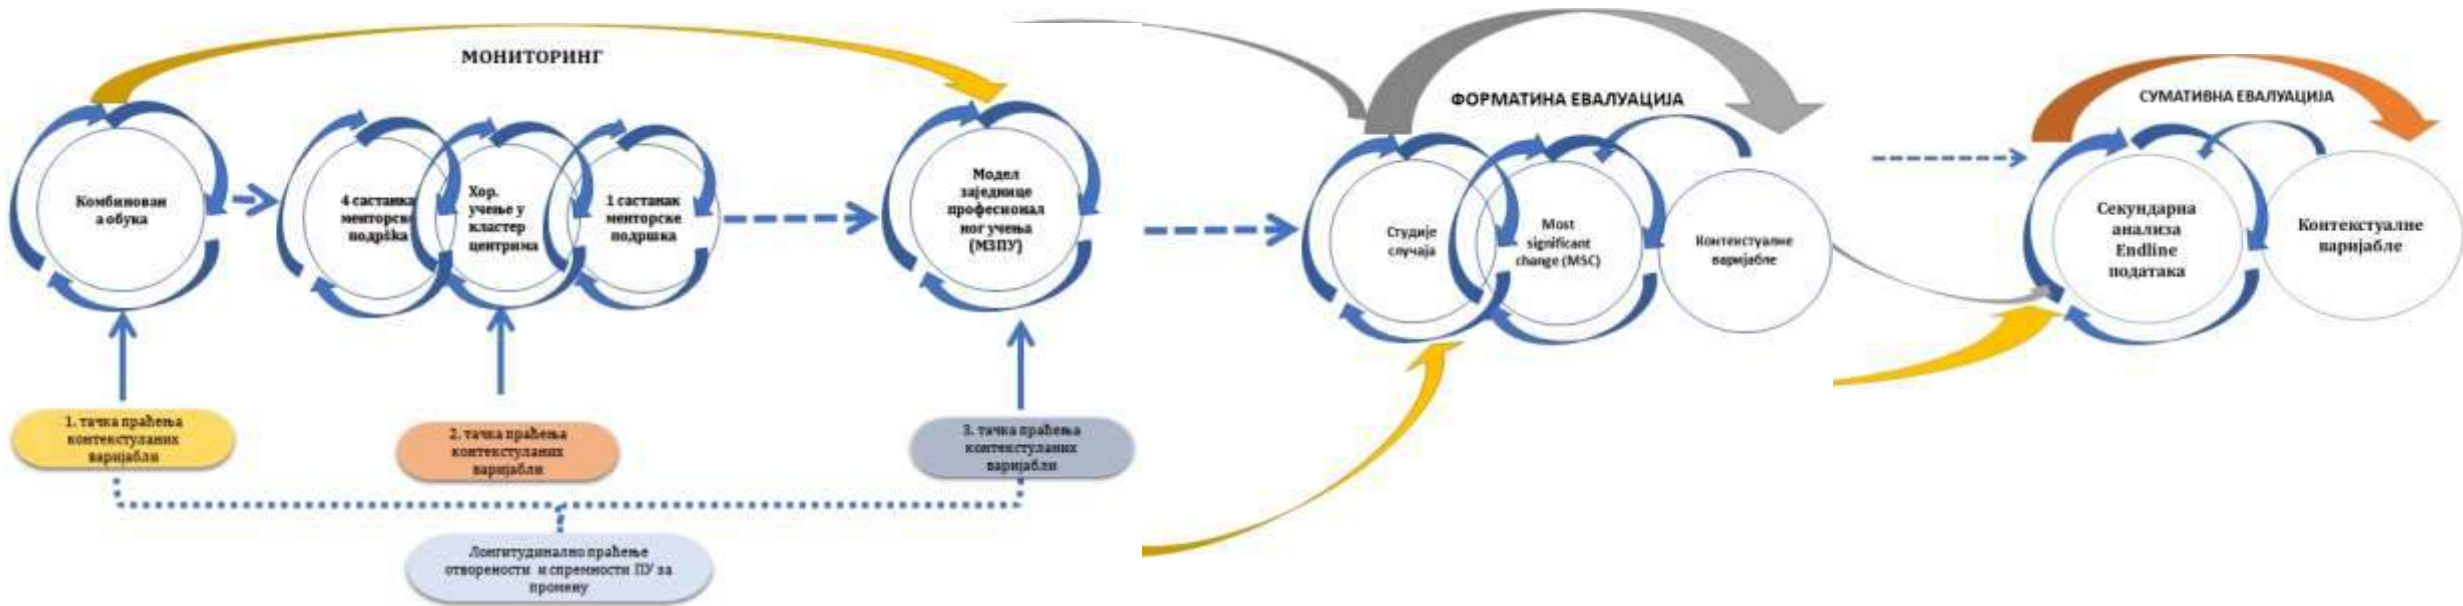 МОНИТОРИНГ
Комбинован
а обука
4 састанка
менторске
подрška
Хор.
учење у
кластер
центрима
1 састанак
менторске
подршка
Модел
заједнице
професионал
ног учења
(МЗПУ)
1. тачка праћења
контекстуланих
варијабли
2. тачка праћења
контекстуланих
варијабли
3. тачка праћења
контекстуланих
варијабли
Лонгитудинално праћење
отворености и спремности ПУ за
промену
ФОРМАТИНА ЕВАЛУАЦИЈА
Студије
случаја
Most
significant
change (MSC)
Контекстуалне
варијабле
СУМАТИВНА ЕВАЛУАЦИЈА
Секундарна
анализа
Endline
података
Контекстуалне
варијабле